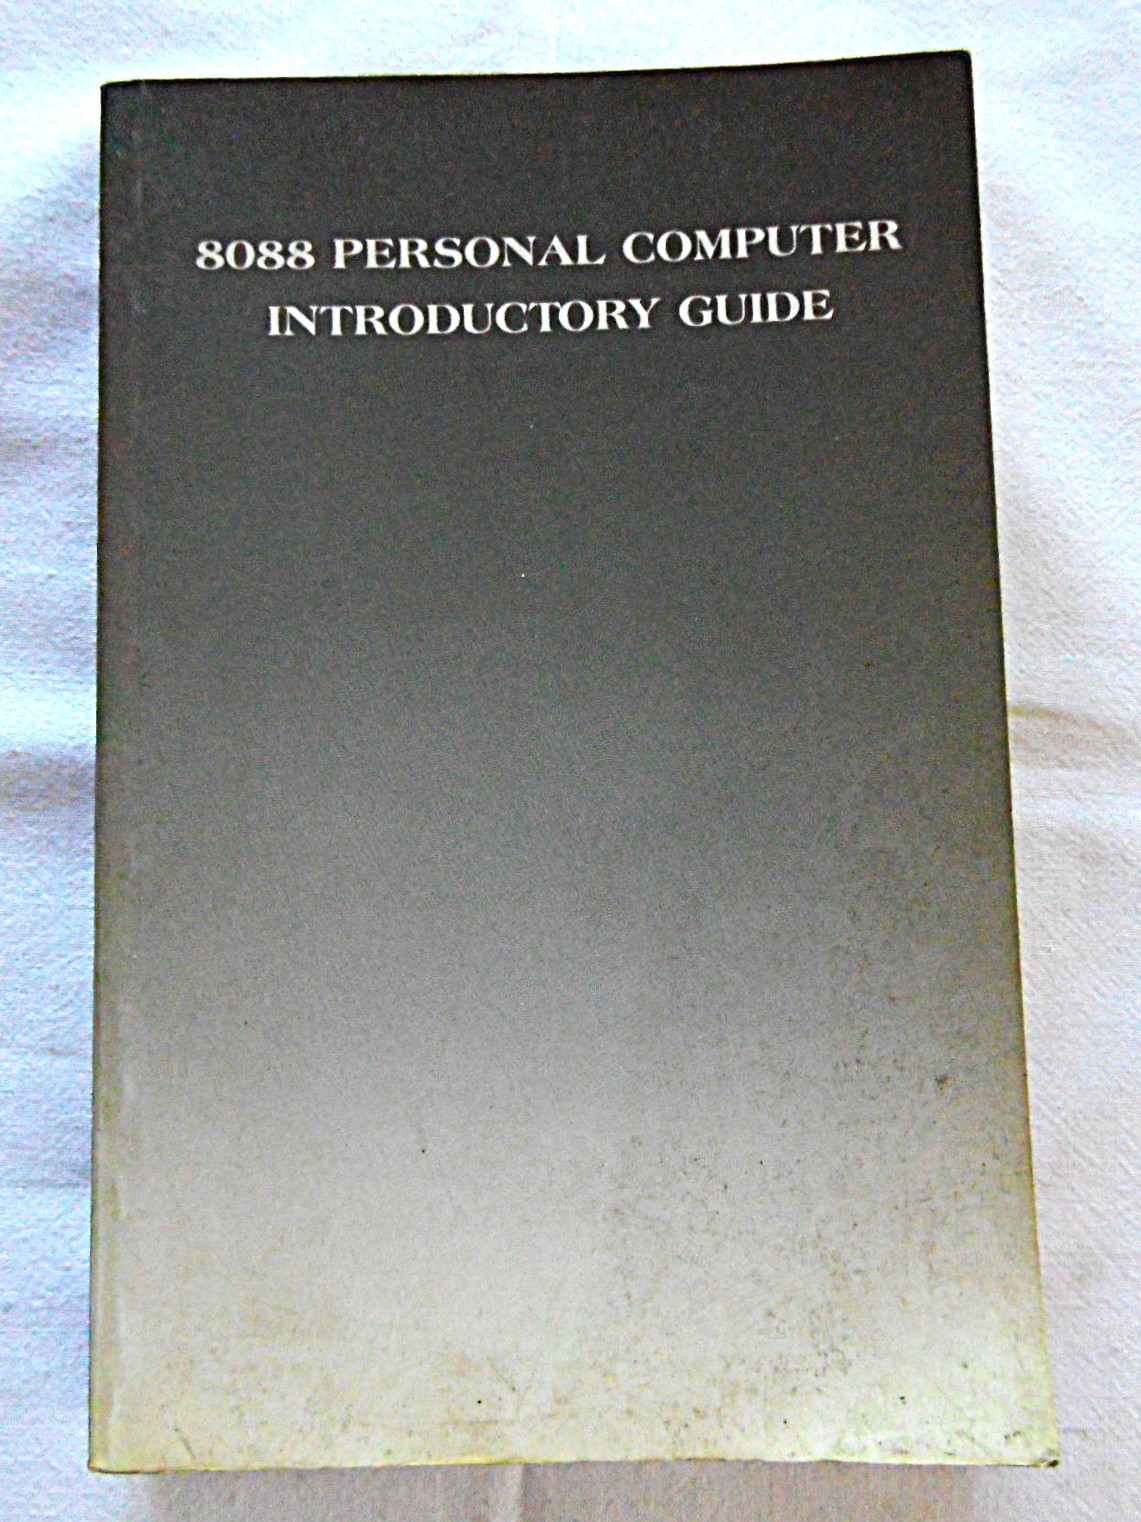 8088 PERSONAL COMPUTER
INTRODUCTORY GUIDE